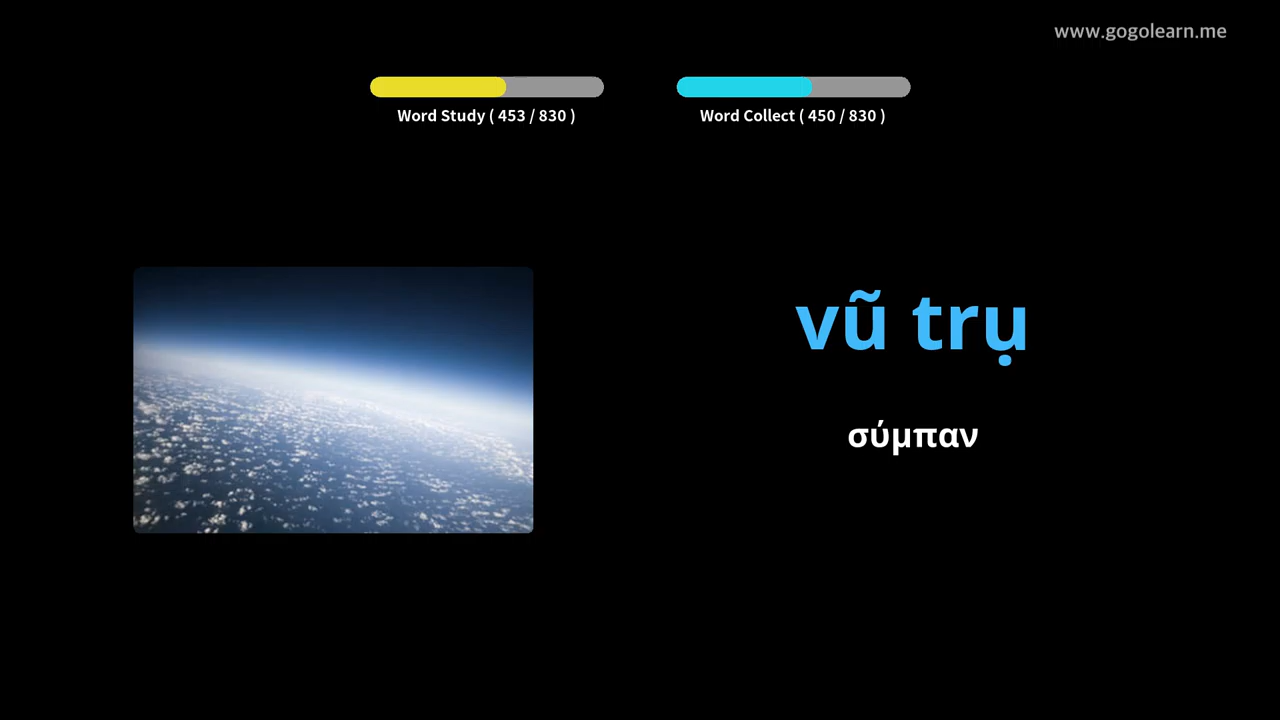 www.gogolearn.me
Word Study ( 453 / 830 )
Word Collect ( 450 / 830 )
vũ trụ
σύμπαν